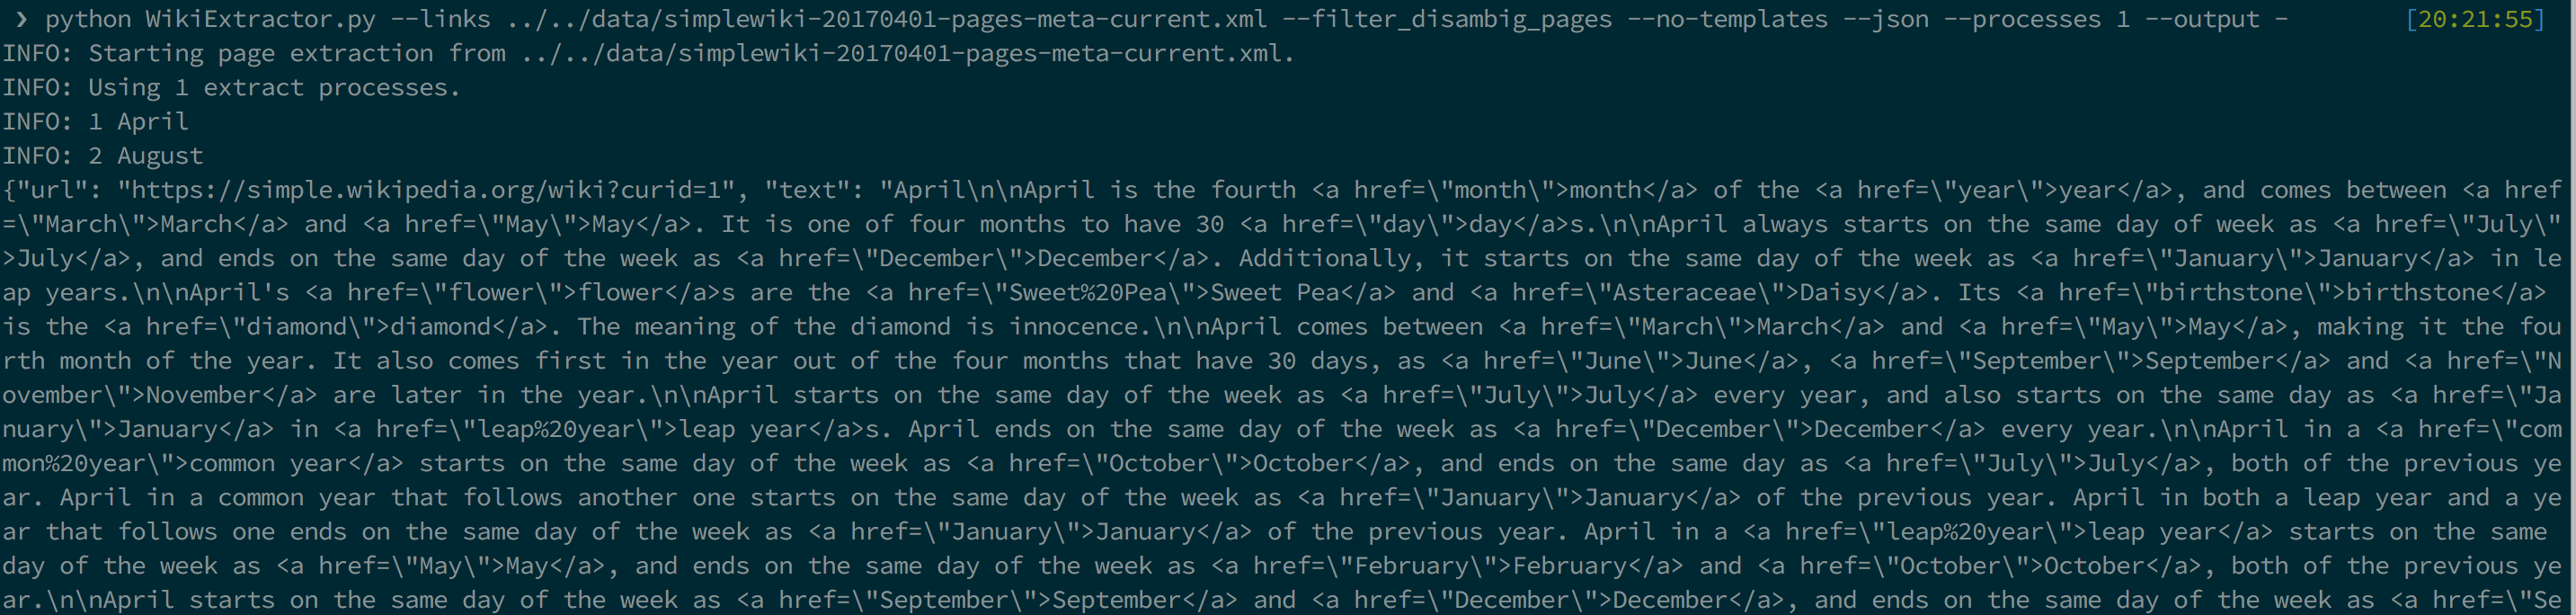 ❯ python WikiExtractor.py --links ../../data/simplewiki-20170401-pages-meta-current.xml --filter_disambig_pages --no-templates --json --processes 1 --output - [20:21:55]
INFO: Starting page extraction from ../../data/simplewiki-20170401-pages-meta-current.xml.
INFO: Using 1 extract processes.
INFO: 1 April
INFO: 2 August
{"url": "https://simple.wikipedia.org/wiki?curid=1", "text": "April\n\nApril is the fourth <a href=\"month\">month</a> of the <a href=\"year\">year</a>, and comes between <a href
=\"March\">March</a> and <a href=\"May\">May</a>. It is one of four months to have 30 <a href=\"day\">day</a>s.\n\nApril always starts on the same day of week as <a href=\"July\"
>July</a>, and ends on the same day of the week as <a href=\"December\">December</a>. Additionally, it starts on the same day of the week as <a href=\"January\">January</a> in le
ap years.\n\nApril's <a href=\"flower\">flower</a>s are the <a href=\"Sweet%20Pea\">Sweet Pea</a> and <a href=\"Asteraceae\">Daisy</a>. Its <a href=\"birthstone\">birthstone</a>
is the <a href=\"diamond\">diamond</a>. The meaning of the diamond is innocence.\n\nApril comes between <a href=\"March\">March</a> and <a href=\"May\">May</a>, making it the fou
rth month of the year. It also comes first in the year out of the four months that have 30 days, as <a href=\"June\">June</a>, <a href=\"September\">September</a> and <a href=\"N
ovember\">November</a> are later in the year.\n\nApril starts on the same day of the week as <a href=\"July\">July</a> every year, and also starts on the same day as <a href=\"Ja
nuary\">January</a> in <a href=\"leap%20year\">leap year</a>s. April ends on the same day of the week as <a href=\"December\">December</a> every year.\n\nApril in a <a href=\"com
mon%20year\">common year</a> starts on the same day of the week as <a href=\"October\">October</a>, and ends on the same day as <a href=\"July\">July</a>, both of the previous ye
ar. April in a common year that follows another one starts on the same day of the week as <a href=\"January\">January</a> of the previous year. April in both a leap year and a ye
ar that follows one ends on the same day of the week as <a href=\"January\">January</a> of the previous year. April in a <a href=\"leap%20year\">leap year</a> starts on the same
day of the week as <a href=\"May\">May</a>, and ends on the same day of the week as <a href=\"February\">February</a> and <a href=\"October\">October</a>, both of the previous ye
ar.\n\nApril starts on the same day of the week as <a href=\"September\">September</a> and <a href=\"December\">December</a>, and ends on the same day of the week as <a href=\"Se